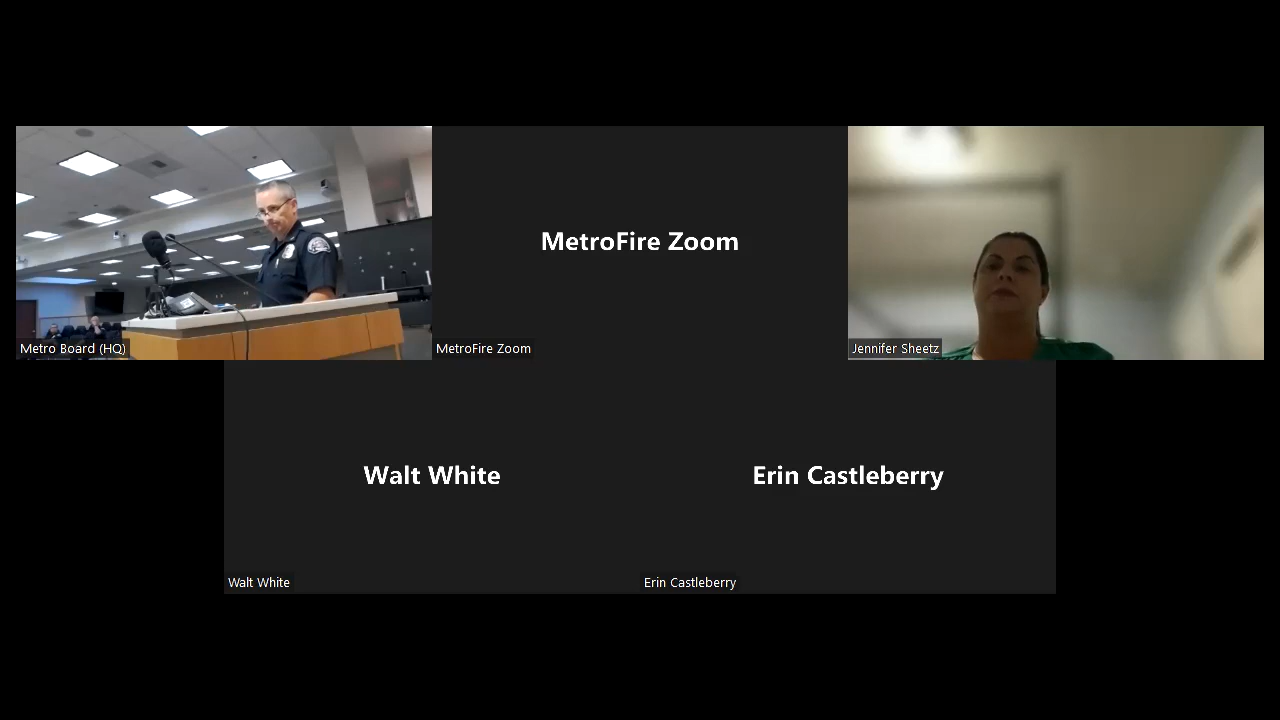 MetroFire Zoom
Metro Board (HQ)
MetroFire Zoom
Jennifer Sheetz
Walt White
Erin Castleberry
Walt White
Erin Castleberry